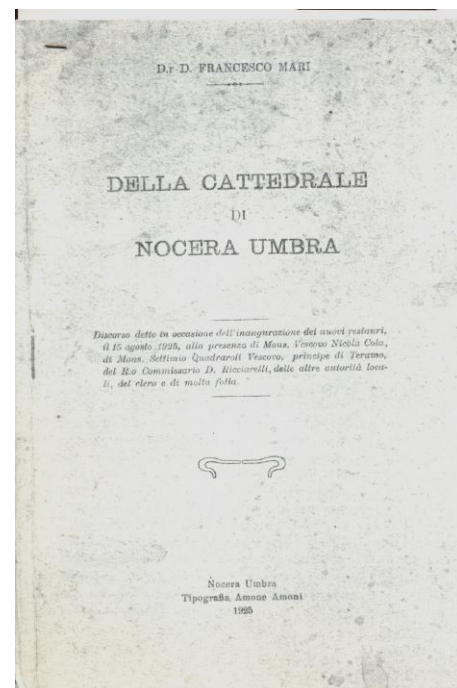 D.r D. FRANCESCO MARI
DELLA CATTEDRALE
DI
NOCERA UMBRA
Discorso detto in occasione dell'inaugurazione dei nuovi restauri,
il 15 agosto 1925, alla presenza di Mons. Vescovo Nicola Cola,
di Mons. Settimio Quadraroli Vescovo, principe di Teramo,
del R.o Commissario D. Ricciarelli, delle altre autorità loca-
li, del clero e di molta folla.
Nocera Umbra
Tipografia Amone Amoni
1925